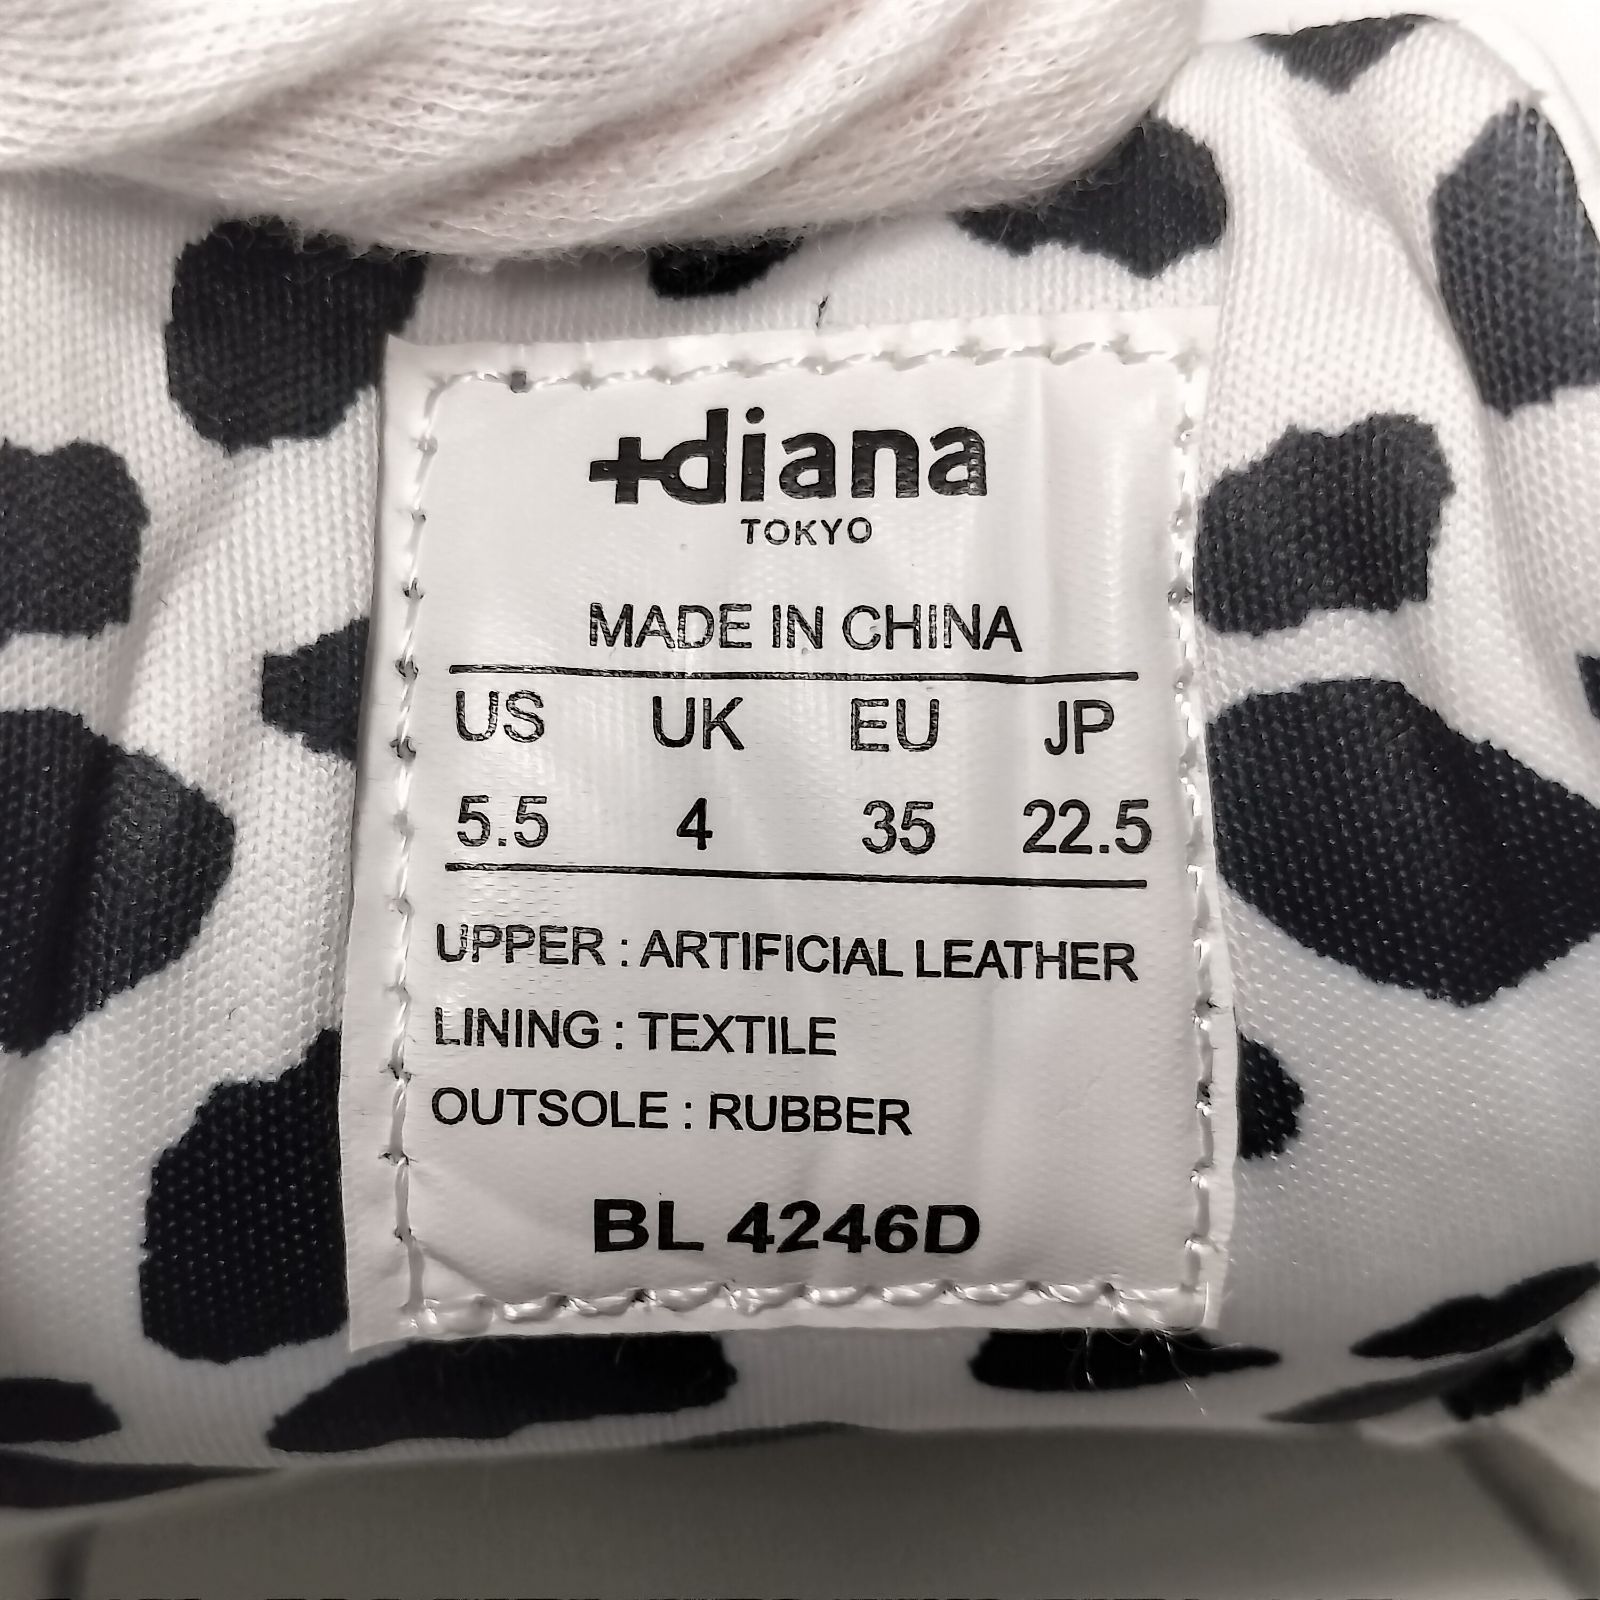 +diana
TOKYO
MADE IN CHINA
US UK EU JP
5.5 4 35 22.5
UPPER : ARTIFICIAL LEATHER
LINING : TEXTILE
OUTSOLE : RUBBER
BL 4246D